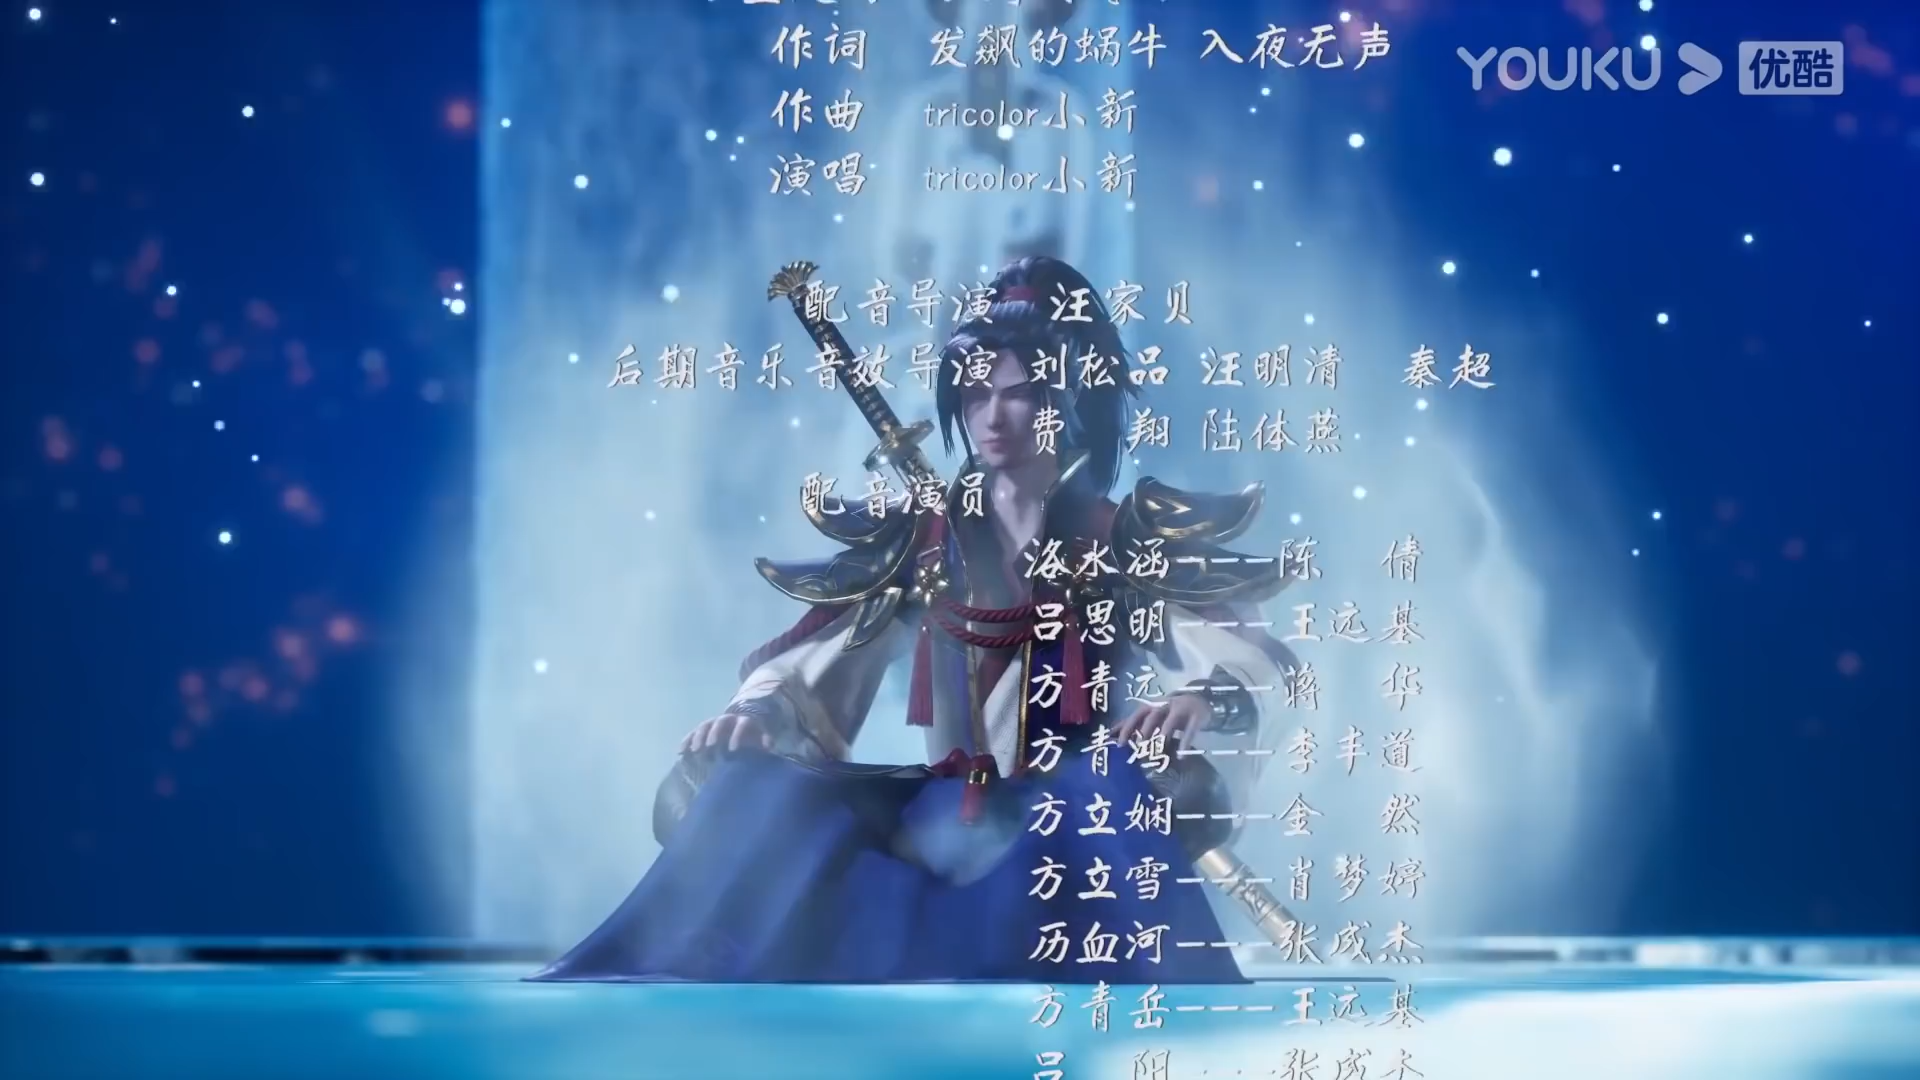 作词 发飙的蜗牛 入夜无声
YOUKU 优酷
作曲 tricolor小新
演唱 tricolor小新
配音导演 汪家贝
后期音乐音效导演 刘松品 汪明清 秦超
费翔 陆体燕
配音演员
洛水涵---陈倩
吕思明---王远基
方青远---蒋华
方青鸿---李丰道
方立娴---金然
方立雪---肖梦婷
历血河---张成杰
方青岳---王远基
吕阳---张成杰